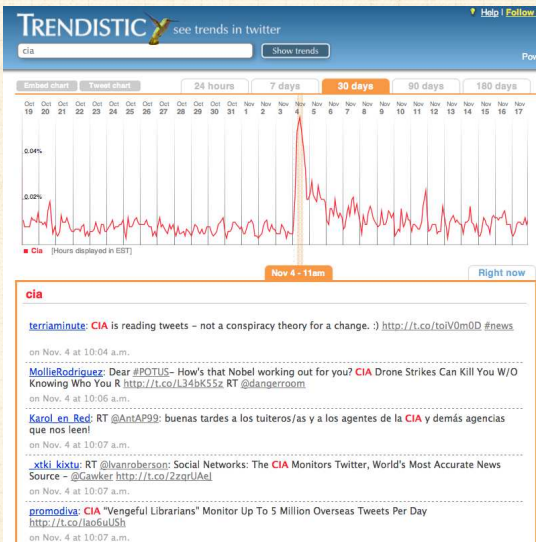 Help | Follow
TRENDISTIC see trends in twitter
cia Show trends
Pow
Embed chart Tweet chart 24 hours 7 days 30 days 90 days 180 days
Oct Oct Oct Oct Oct Oct Oct Oct Oct Oct Oct Oct Oct Nov Nov Nov Nov Nov Nov Nov Nov Nov Nov Nov Nov Nov Nov Nov Nov Nov
19 20 21 22 23 24 25 26 27 28 29 30 31 1 2 3 4 5 6 7 8 9 10 11 12 13 14 15 16 17
0.04%
0.02%
Cia [Hours displayed in EST]
Nov 4 - 11am Right now
cia
terriaminute: CIA is reading tweets – not a conspiracy theory for a change. :) http://t.co/toiV0m0D #news
on Nov. 4 at 10:04 a.m.
MollieRodriguez: Dear #POTUS– How's that Nobel working out for you? CIA Drone Strikes Can Kill You W/O
Knowing Who You R http://t.co/L34bK55z RT @dangerroom
on Nov. 4 at 10:06 a.m.
Karol_en_Red: RT @AntAP99: buenas tardes a los tuiteros/as y a los agentes de la CIA y demás agencias
que nos leen!
on Nov. 4 at 10:07 a.m.
_xtki_kixtu: RT @Ivanroberson: Social Networks: The CIA Monitors Twitter, World's Most Accurate News
Source – @Gawker http://t.co/2zqrUAeJ
on Nov. 4 at 10:07 a.m.
promodiva: CIA "Vengeful Librarians" Monitor Up To 5 Million Overseas Tweets Per Day
http://t.co/Iao6uUSh
on Nov. 4 at 10:07 a.m.